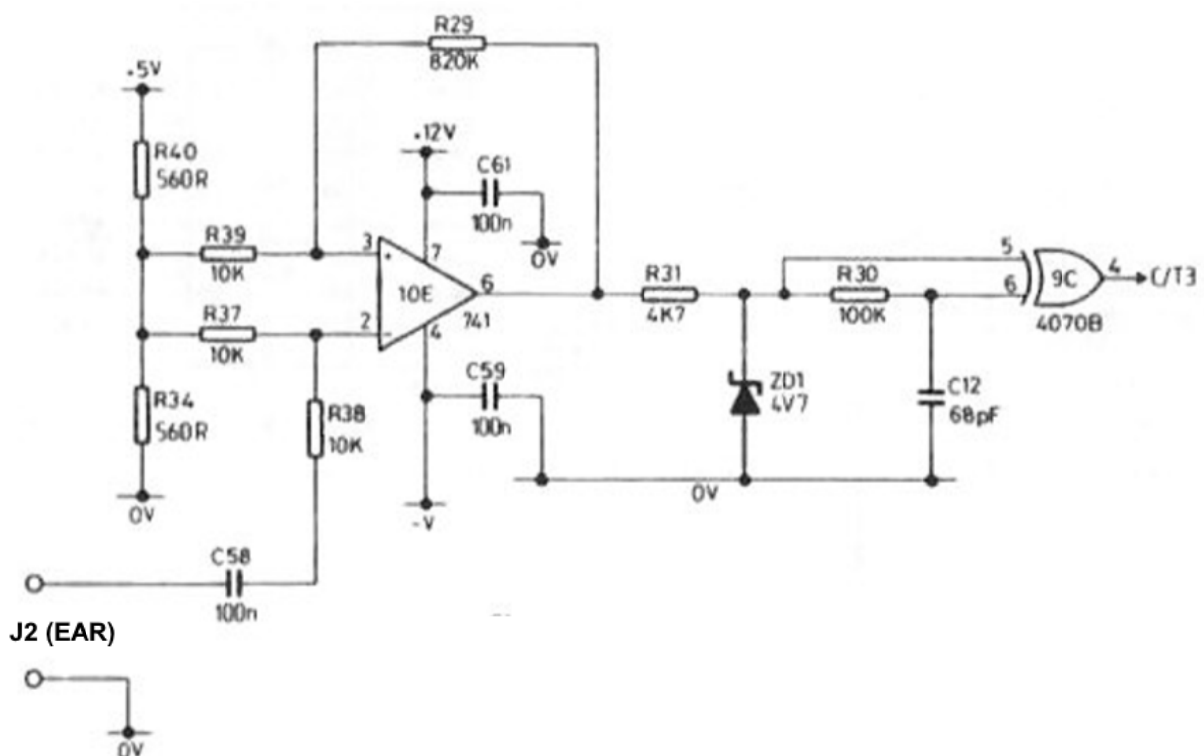 R29
820K
.5V
R40
560R
.12V
C61
100n
0V
R39
10K
3
+
7
R31
4K7
R30
100K
5
6
9C
4
C/T3
4070B
10E
6
741
R37
10K
2
-
4
C59
100n
R34
560R
R38
10K
ZD1
4V7
C12
68pF
0V
-V
0V
C58
100n
J2 (EAR)
0V